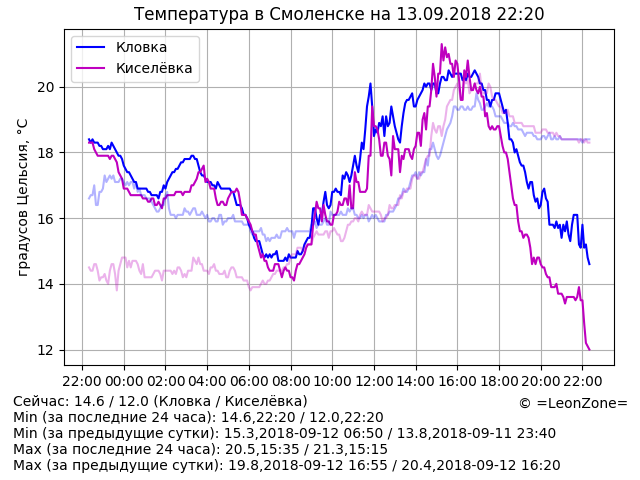 Температура в Смоленске на 13.09.2018 22:20
Кловка
Киселёвка
градусов Цельсия, °C
20
18
16
14
12
22:00 00:00 02:00 04:00 06:00 08:00 10:00 12:00 14:00 16:00 18:00 20:00 22:00
Сейчас: 14.6 / 12.0 (Кловка / Киселёвка)
© =LeonZone=
Min (за последние 24 часа): 14.6,22:20 / 12.0,22:20
Min (за предыдущие сутки): 15.3,2018-09-12 06:50 / 13.8,2018-09-11 23:40
Max (за последние 24 часа): 20.5,15:35 / 21.3,15:15
Max (за предыдущие сутки): 19.8,2018-09-12 16:55 / 20.4,2018-09-12 16:20